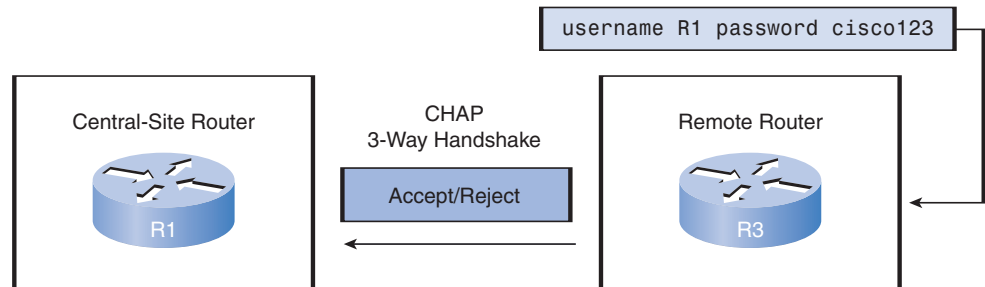 username R1 password cisco123
Central-Site Router
CHAP
3-Way Handshake
Remote Router
Accept/Reject
R1
R3